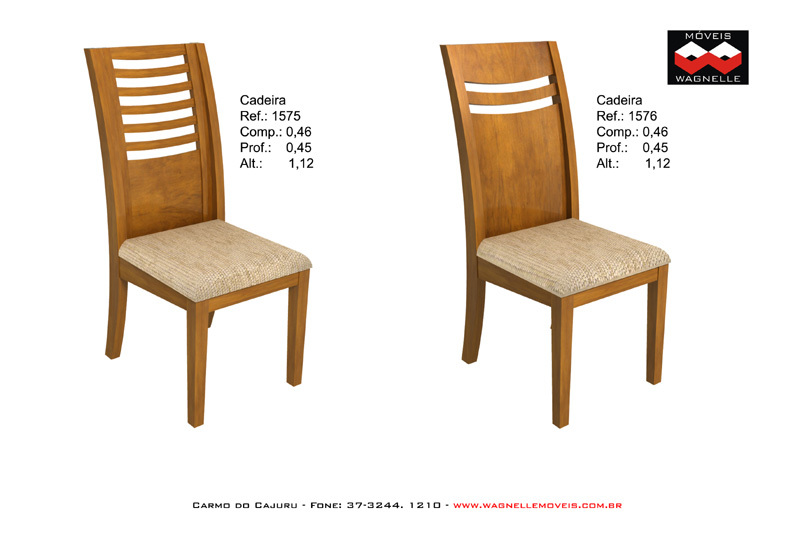 MÓVEIS
WAGNELLE
Cadeira
Ref.: 1575
Comp.: 0,46
Prof.: 0,45
Alt.: 1,12
Cadeira
Ref.: 1576
Comp.: 0,46
Prof.: 0,45
Alt.: 1,12
Carmo do Cajuru - Fone: 37-3244. 1210 - www.wagnellemoveis.com.br